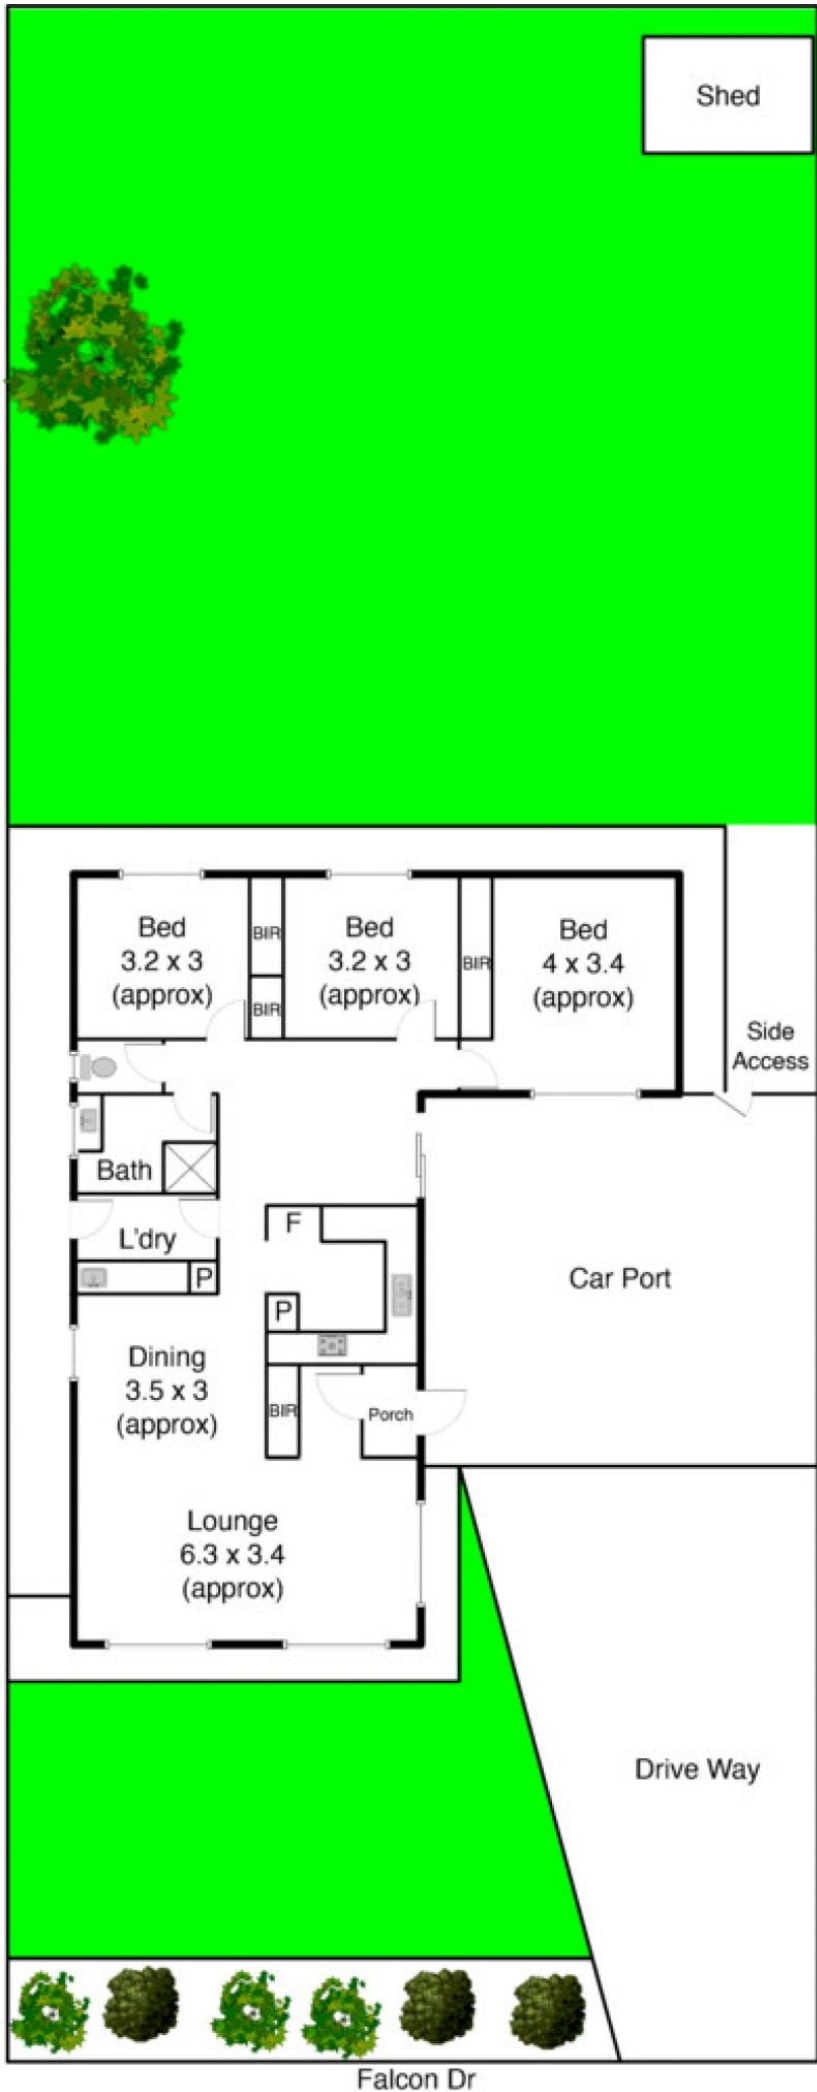 Shed
Bed
3.2 x 3
(approx)
BIR
BIR
Bed
3.2 x 3
(approx)
BIR
Bed
4 x 3.4
(approx)
Side
Access
Bath
L'dry
P
F
P
Car Port
Dining
3.5 x 3
(approx)
BIR
Porch
Lounge
6.3 x 3.4
(approx)
Drive Way
Falcon Dr